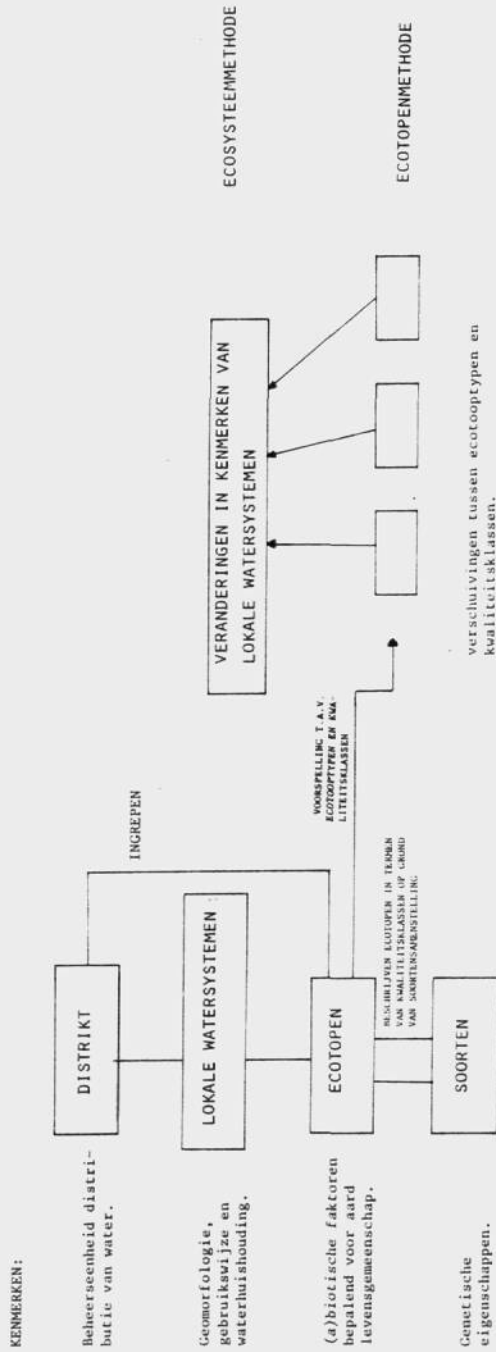 KENMERKEN:
Beheerseenheid distri-
butie van water.
Geomorfologie,
gebruikswijze en
waterhuishouding.
(a)biotische faktoren
bepalend voor aard
levensgemeenschap.
Genetische
eigenschappen.
DISTRIKT
INGREPEN
LOKALE WATERSYSTEMEN
ECOTOPEN
BESCHRIJVEN ECOTOPEN IN TERMEN
VAN KWALITEITSKLASSEN OP GROND
VAN SOORTENSAMENSTELLING
SOORTEN
VOORSPELLING T.A.V.
ECOTOOPTYPEN EN KWA-
LITEITSKLASSEN
VERANDERINGEN IN KENMERKEN VAN
LOKALE WATERSYSTEMEN
verschuivingen tussen ecotooptypen en
kwaliteitsklassen.
ECOSYSTEEMMETHODE
ECOTOPENMETHODE